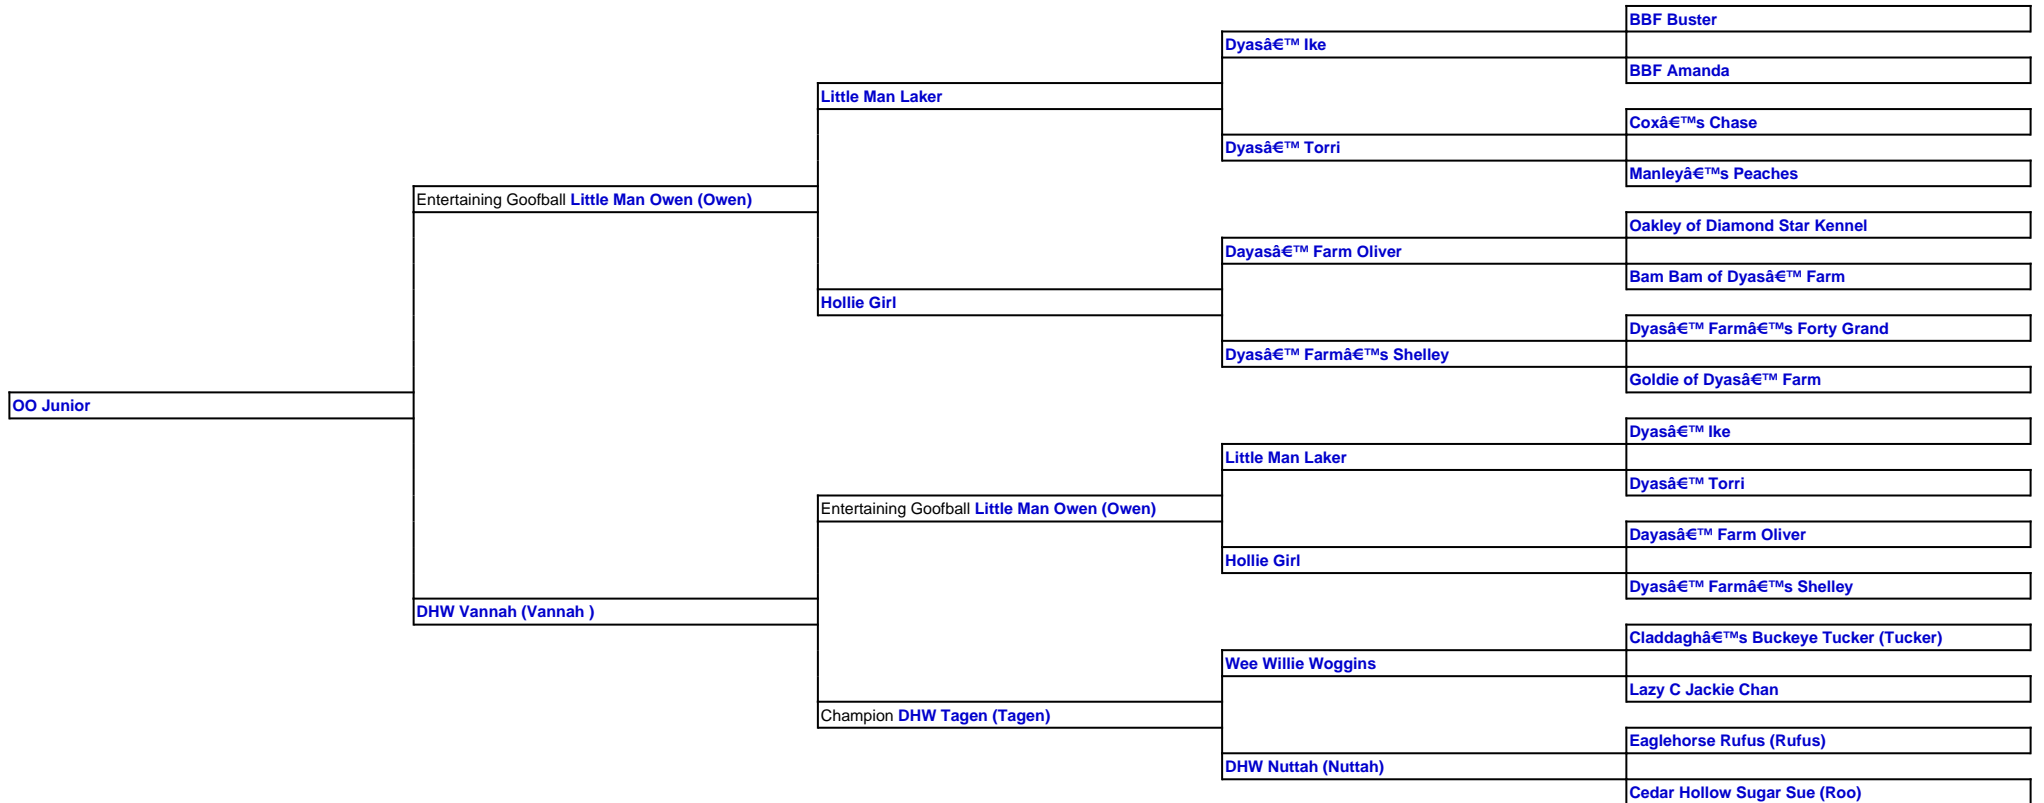 BBF Buster
Dyasâ€™ Ike
BBF Amanda
Little Man Laker
Coxâ€™s Chase
Dyasâ€™ Torri
Manleyâ€™s Peaches
Entertaining Goofball Little Man Owen (Owen)
Oakley of Diamond Star Kennel
Dayasâ€™ Farm Oliver
Bam Bam of Dyasâ€™ Farm
Hollie Girl
Dyasâ€™ Farmâ€™s Forty Grand
Dyasâ€™ Farmâ€™s Shelley
Goldie of Dyasâ€™ Farm
OO Junior
Dyasâ€™ Ike
Little Man Laker
Dyasâ€™ Torri
Entertaining Goofball Little Man Owen (Owen)
Dayasâ€™ Farm Oliver
Hollie Girl
Dyasâ€™ Farmâ€™s Shelley
DHW Vannah (Vannah )
Claddaghâ€™s Buckeye Tucker (Tucker)
Wee Willie Woggins
Lazy C Jackie Chan
Champion DHW Tagen (Tagen)
Eaglehorse Rufus (Rufus)
DHW Nuttah (Nuttah)
Cedar Hollow Sugar Sue (Roo)